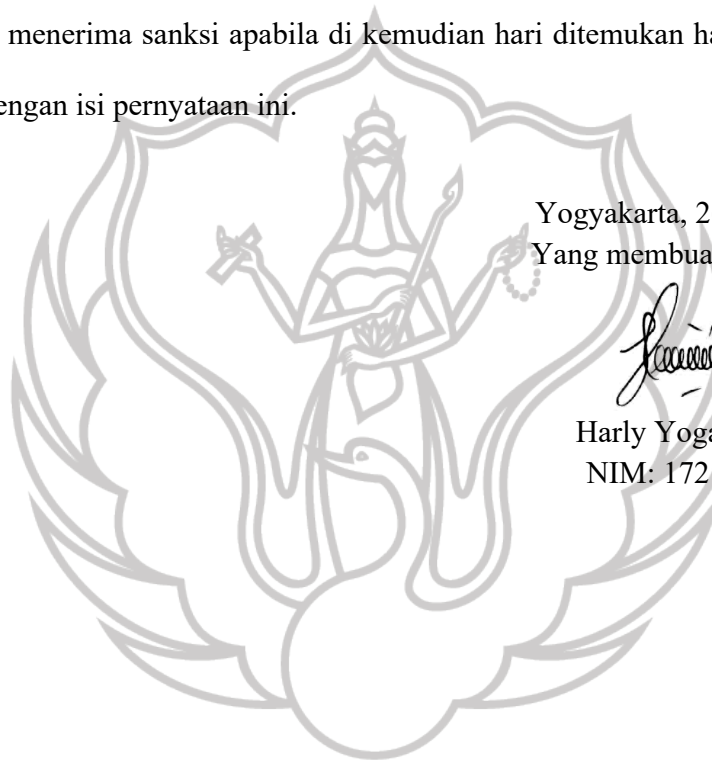 menerima sanksi apabila di kemudian hari ditemukan
engan isi pernyataan ini.
Yogyakarta, 2
Yang membua
Harly Yoga
NIM: 172